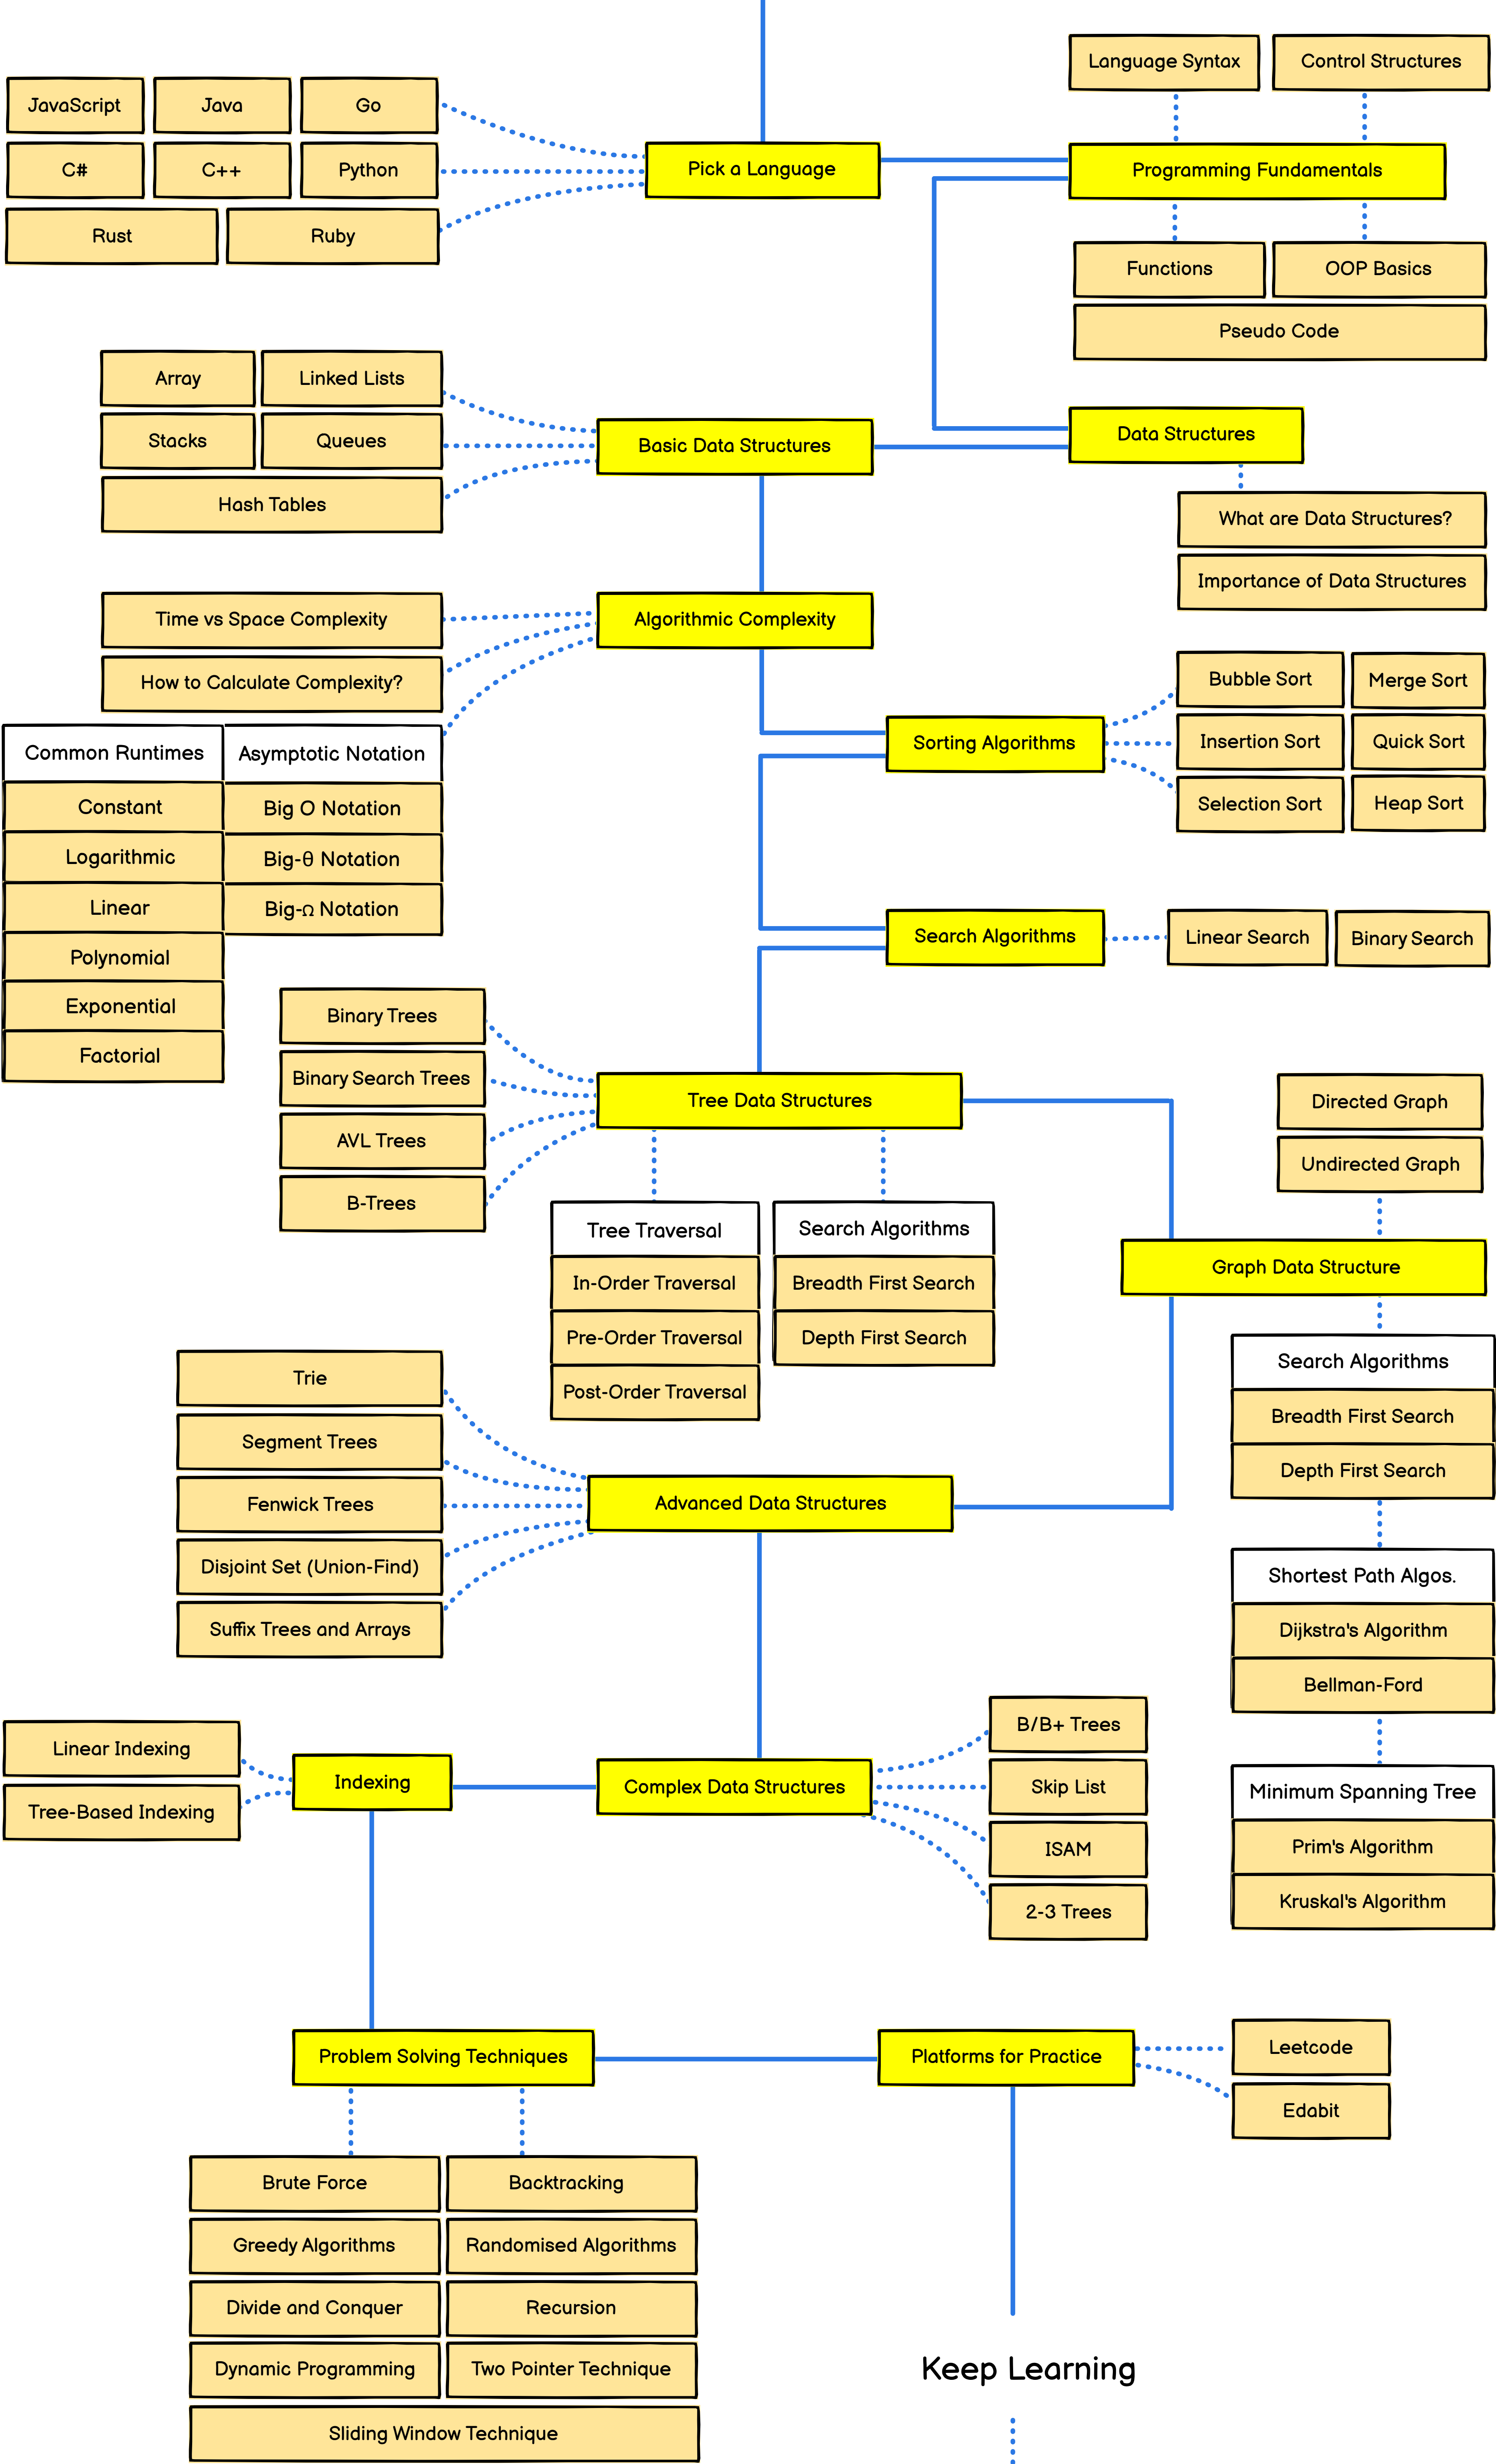 Language Syntax
Control Structures
JavaScript
Java
Go
C#
C++
Python
Rust
Ruby
Pick a Language
Programming Fundamentals
Functions
OOP Basics
Pseudo Code
Array
Linked Lists
Stacks
Queues
Hash Tables
Basic Data Structures
Data Structures
What are Data Structures?
Importance of Data Structures
Time vs Space Complexity
How to Calculate Complexity?
Algorithmic Complexity
Common Runtimes
Constant
Logarithmic
Linear
Polynomial
Exponential
Factorial
Asymptotic Notation
Big O Notation
Big-θ Notation
Big-Ω Notation
Sorting Algorithms
Bubble Sort
Merge Sort
Insertion Sort
Quick Sort
Selection Sort
Heap Sort
Search Algorithms
Linear Search
Binary Search
Binary Trees
Binary Search Trees
AVL Trees
B-Trees
Tree Data Structures
Tree Traversal
In-Order Traversal
Pre-Order Traversal
Post-Order Traversal
Search Algorithms
Breadth First Search
Depth First Search
Directed Graph
Undirected Graph
Graph Data Structure
Search Algorithms
Breadth First Search
Depth First Search
Shortest Path Algos.
Dijkstra's Algorithm
Bellman-Ford
Minimum Spanning Tree
Prim's Algorithm
Kruskal's Algorithm
Trie
Segment Trees
Fenwick Trees
Disjoint Set (Union-Find)
Suffix Trees and Arrays
Advanced Data Structures
Linear Indexing
Tree-Based Indexing
Indexing
Complex Data Structures
B/B+ Trees
Skip List
ISAM
2-3 Trees
Problem Solving Techniques
Platforms for Practice
Leetcode
Edabit
Brute Force
Backtracking
Greedy Algorithms
Randomised Algorithms
Divide and Conquer
Recursion
Dynamic Programming
Two Pointer Technique
Sliding Window Technique
Keep Learning